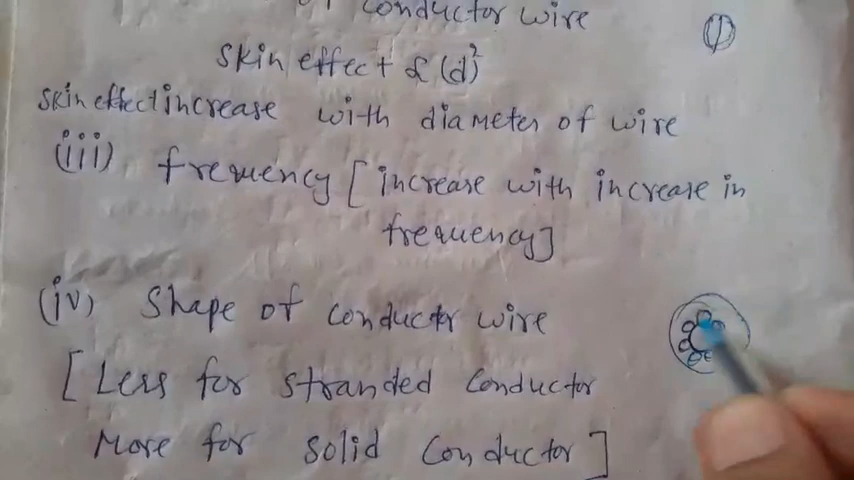 of conductor wire
skin effect α (d)²
skin effect increase with diameter of wire
(iii) frequency [increase with increase in
frequency]
(iv) Shape of conductor wire
[Less for stranded conductor
More for solid conductor]